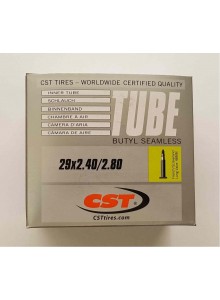 CST TIRES - WORLDWIDE CERTIFIED QUALITY
INNER TUBE
SCHLAUCH
BINNENBAND
CHAMBRE A AIR
CAMERA D'ARIA
CÁMARA DE AIRE
TUBE
BUTYL SEAMLESS
29x2.40/2.80
CST
CSTtires.com